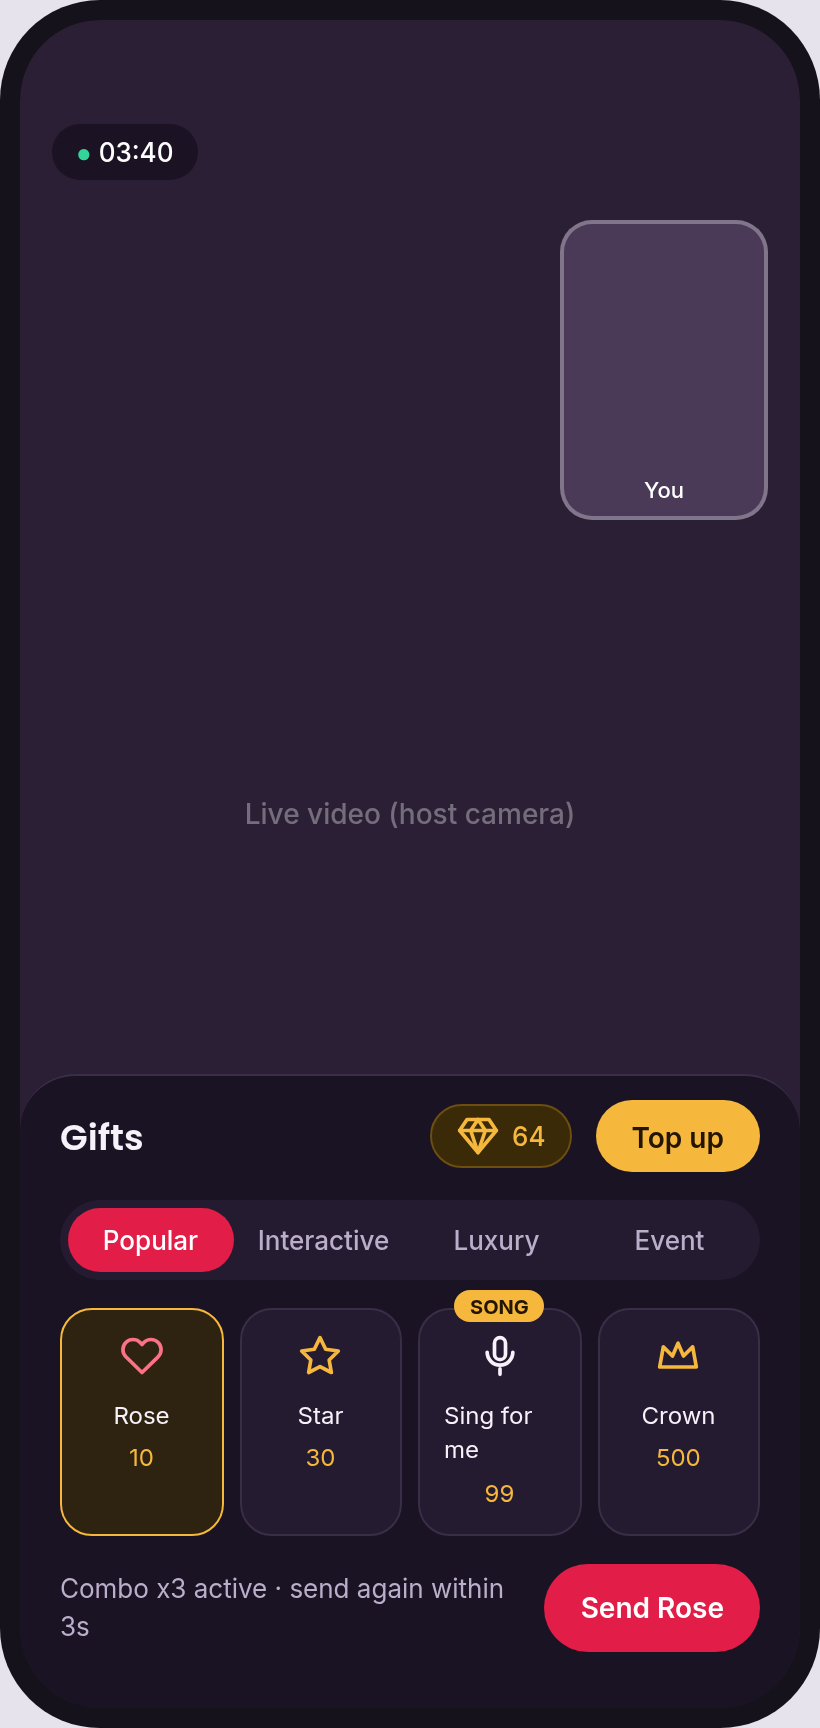 03:40
You
Live video (host camera)
Gifts
64
Top up
Popular
Interactive
Luxury
Event
Rose
10
Star
30
SONG
Sing for
me
99
Crown
500
Combo x3 active · send again within
3s
Send Rose